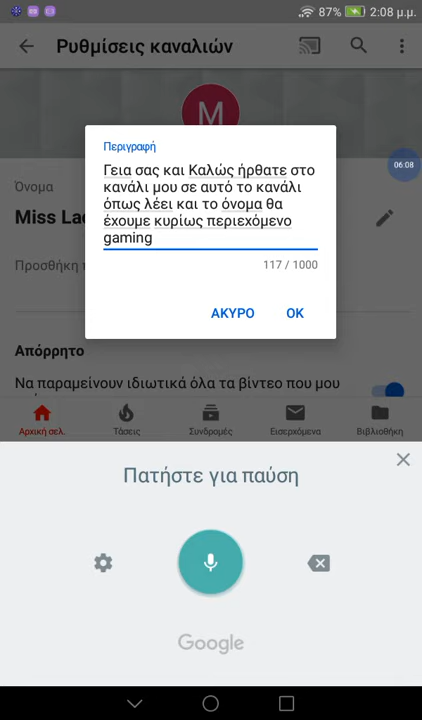 87% 2:08 μ.μ.
Ρυθμίσεις καναλιών
M
Περιγραφή
Γεια σας και Καλώς ήρθατε στο
κανάλι μου σε αυτό το κανάλι
όπως λέει και το όνομα θα
έχουμε κυρίως περιεχόμενο
gaming
117 / 1000
ΑΚΥΡΟ OK
06:08
Όνομα
Miss
Προσθήκη
Απόρρητο
Να παραμείνουν ιδιωτικά όλα τα βίντεο που μου
Αρχική σελ. Τάσεις Συνδρομές Εισερχόμενα Βιβλιοθήκη
Πατήστε για παύση
Google